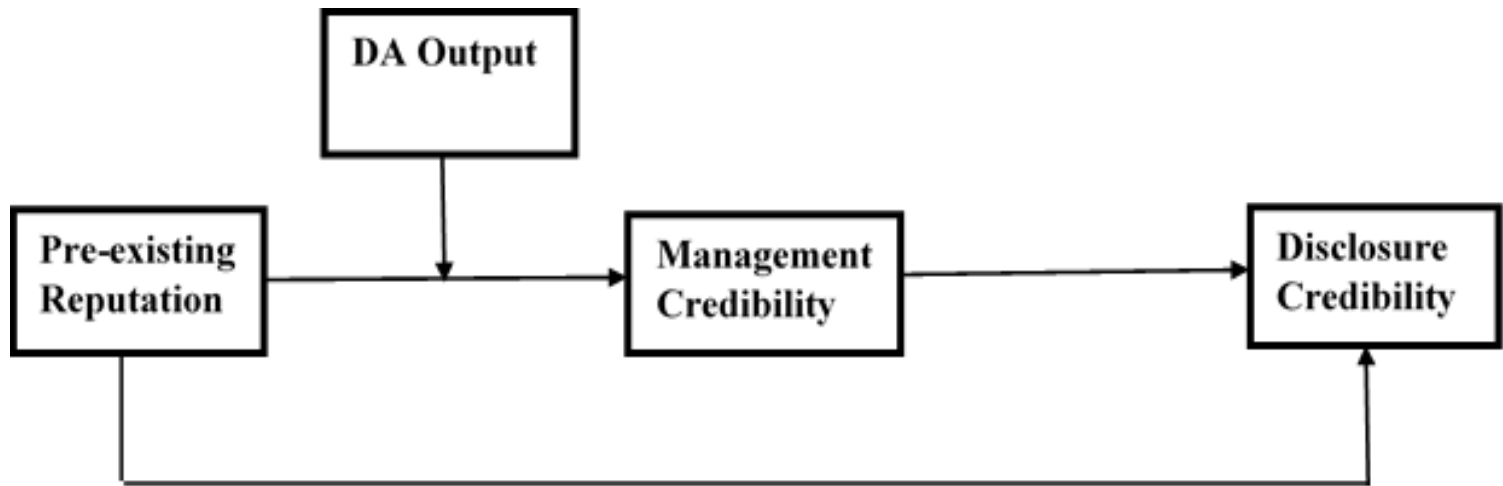 DA Output
Pre-existing
Reputation
Management
Credibility
Disclosure
Credibility